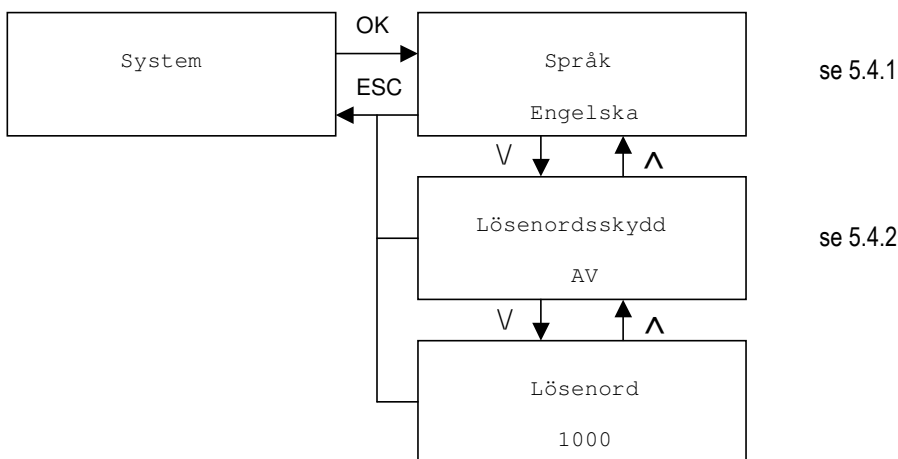 OK
System
Språk
se 5.4.1
ESC
Engelska
\/ ʌ
Lösenordsskydd
se 5.4.2
AV
\/ ʌ
Lösenord
1000